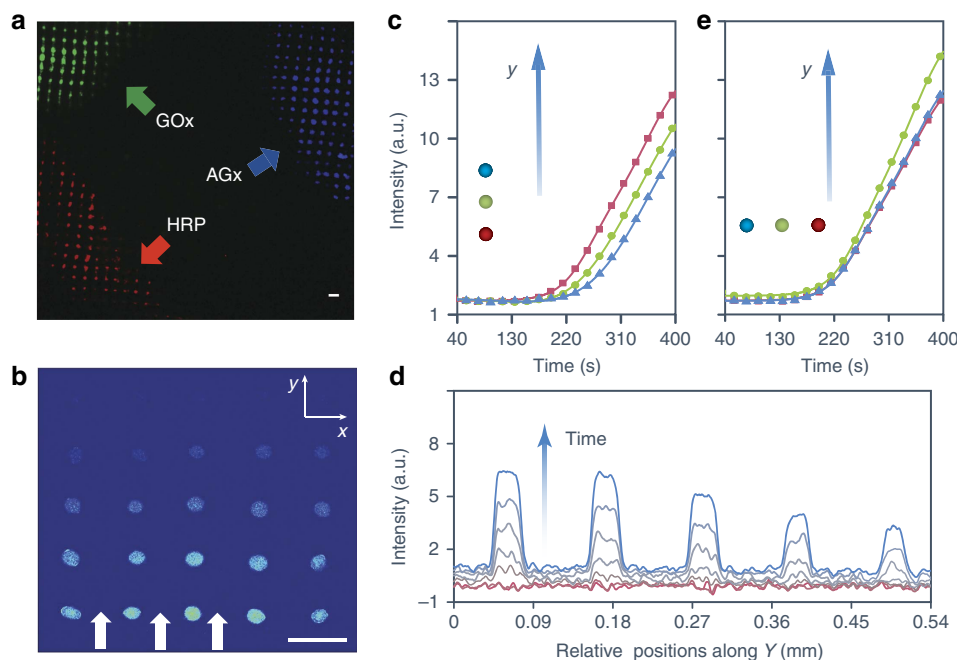 a
GOx
AGx
HRP
b
y
x
c
Intensity (a.u.)
13
10
7
4
1
y
40 130 220 310 400
Time (s)
e
y
40 130 220 310 400
Time (s)
d
Intensity (a.u.)
8
5
2
–1
Time
0 0.09 0.18 0.27 0.36 0.45 0.54
Relative positions along Y (mm)